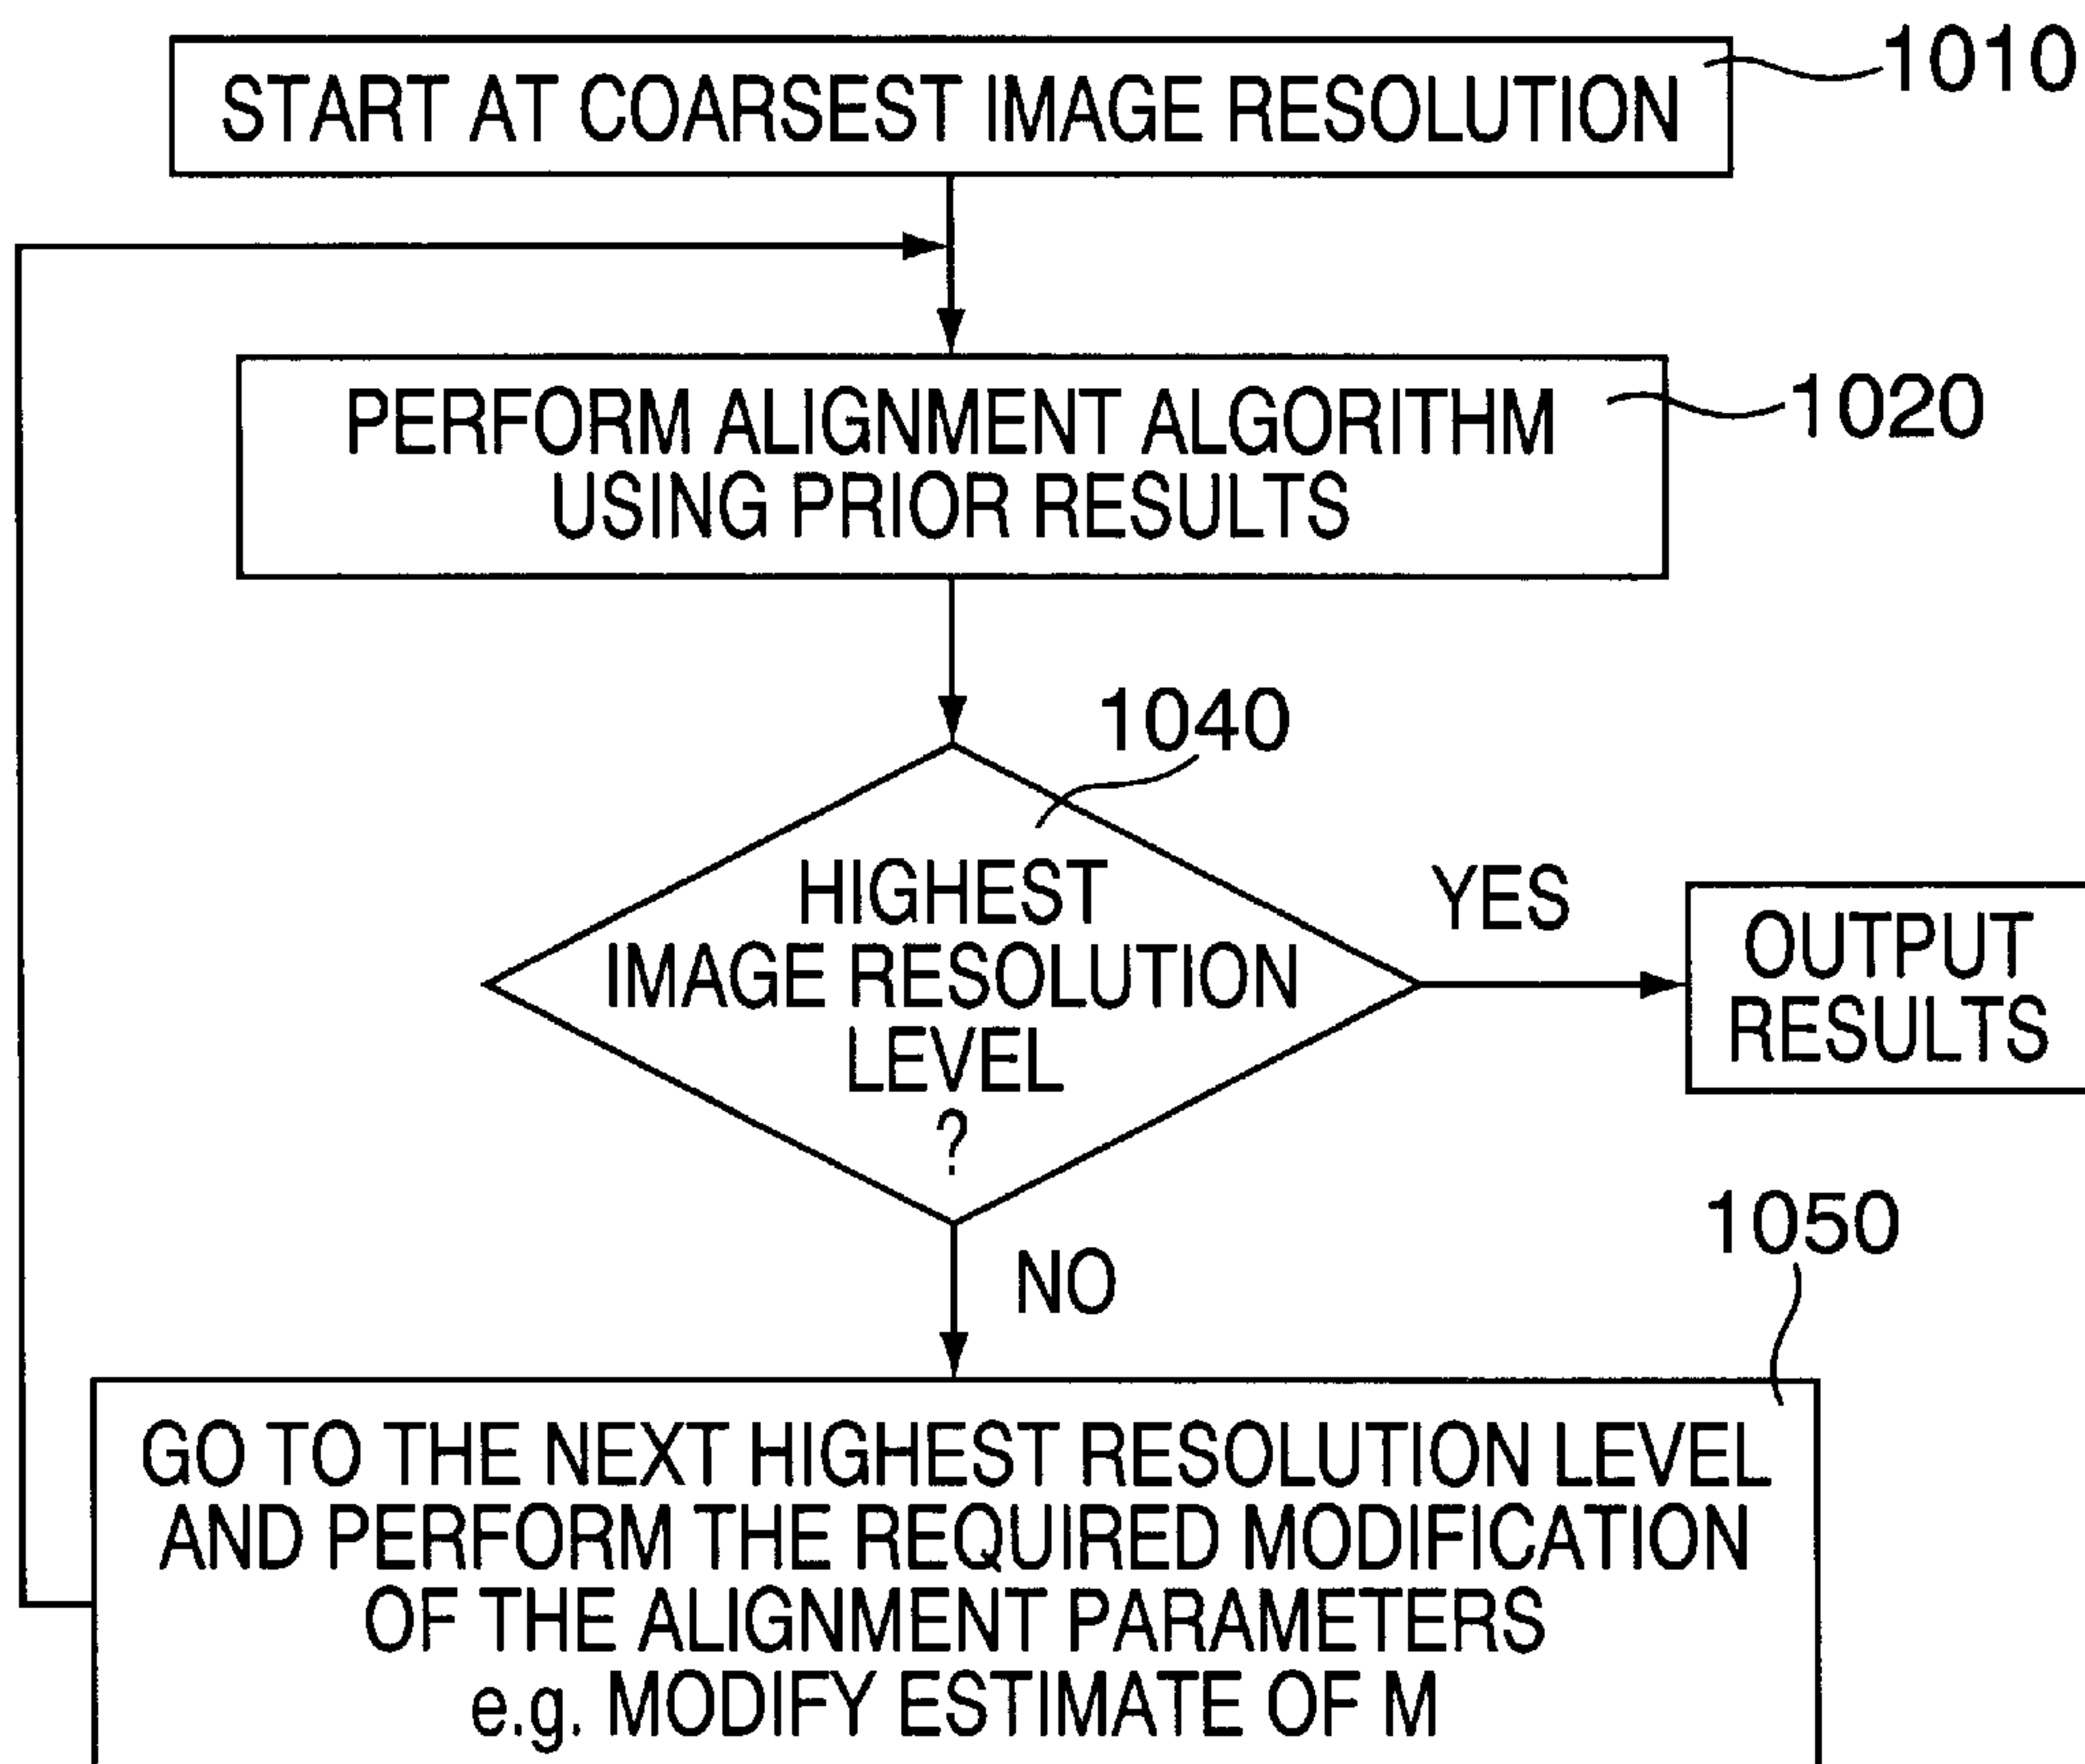 START AT COARSEST IMAGE RESOLUTION
1010
PERFORM ALIGNMENT ALGORITHM
USING PRIOR RESULTS
1020
1040
HIGHEST
IMAGE RESOLUTION
LEVEL
?
YES
OUTPUT
RESULTS
NO
1050
GO TO THE NEXT HIGHEST RESOLUTION LEVEL
AND PERFORM THE REQUIRED MODIFICATION
OF THE ALIGNMENT PARAMETERS
e.g. MODIFY ESTIMATE OF M